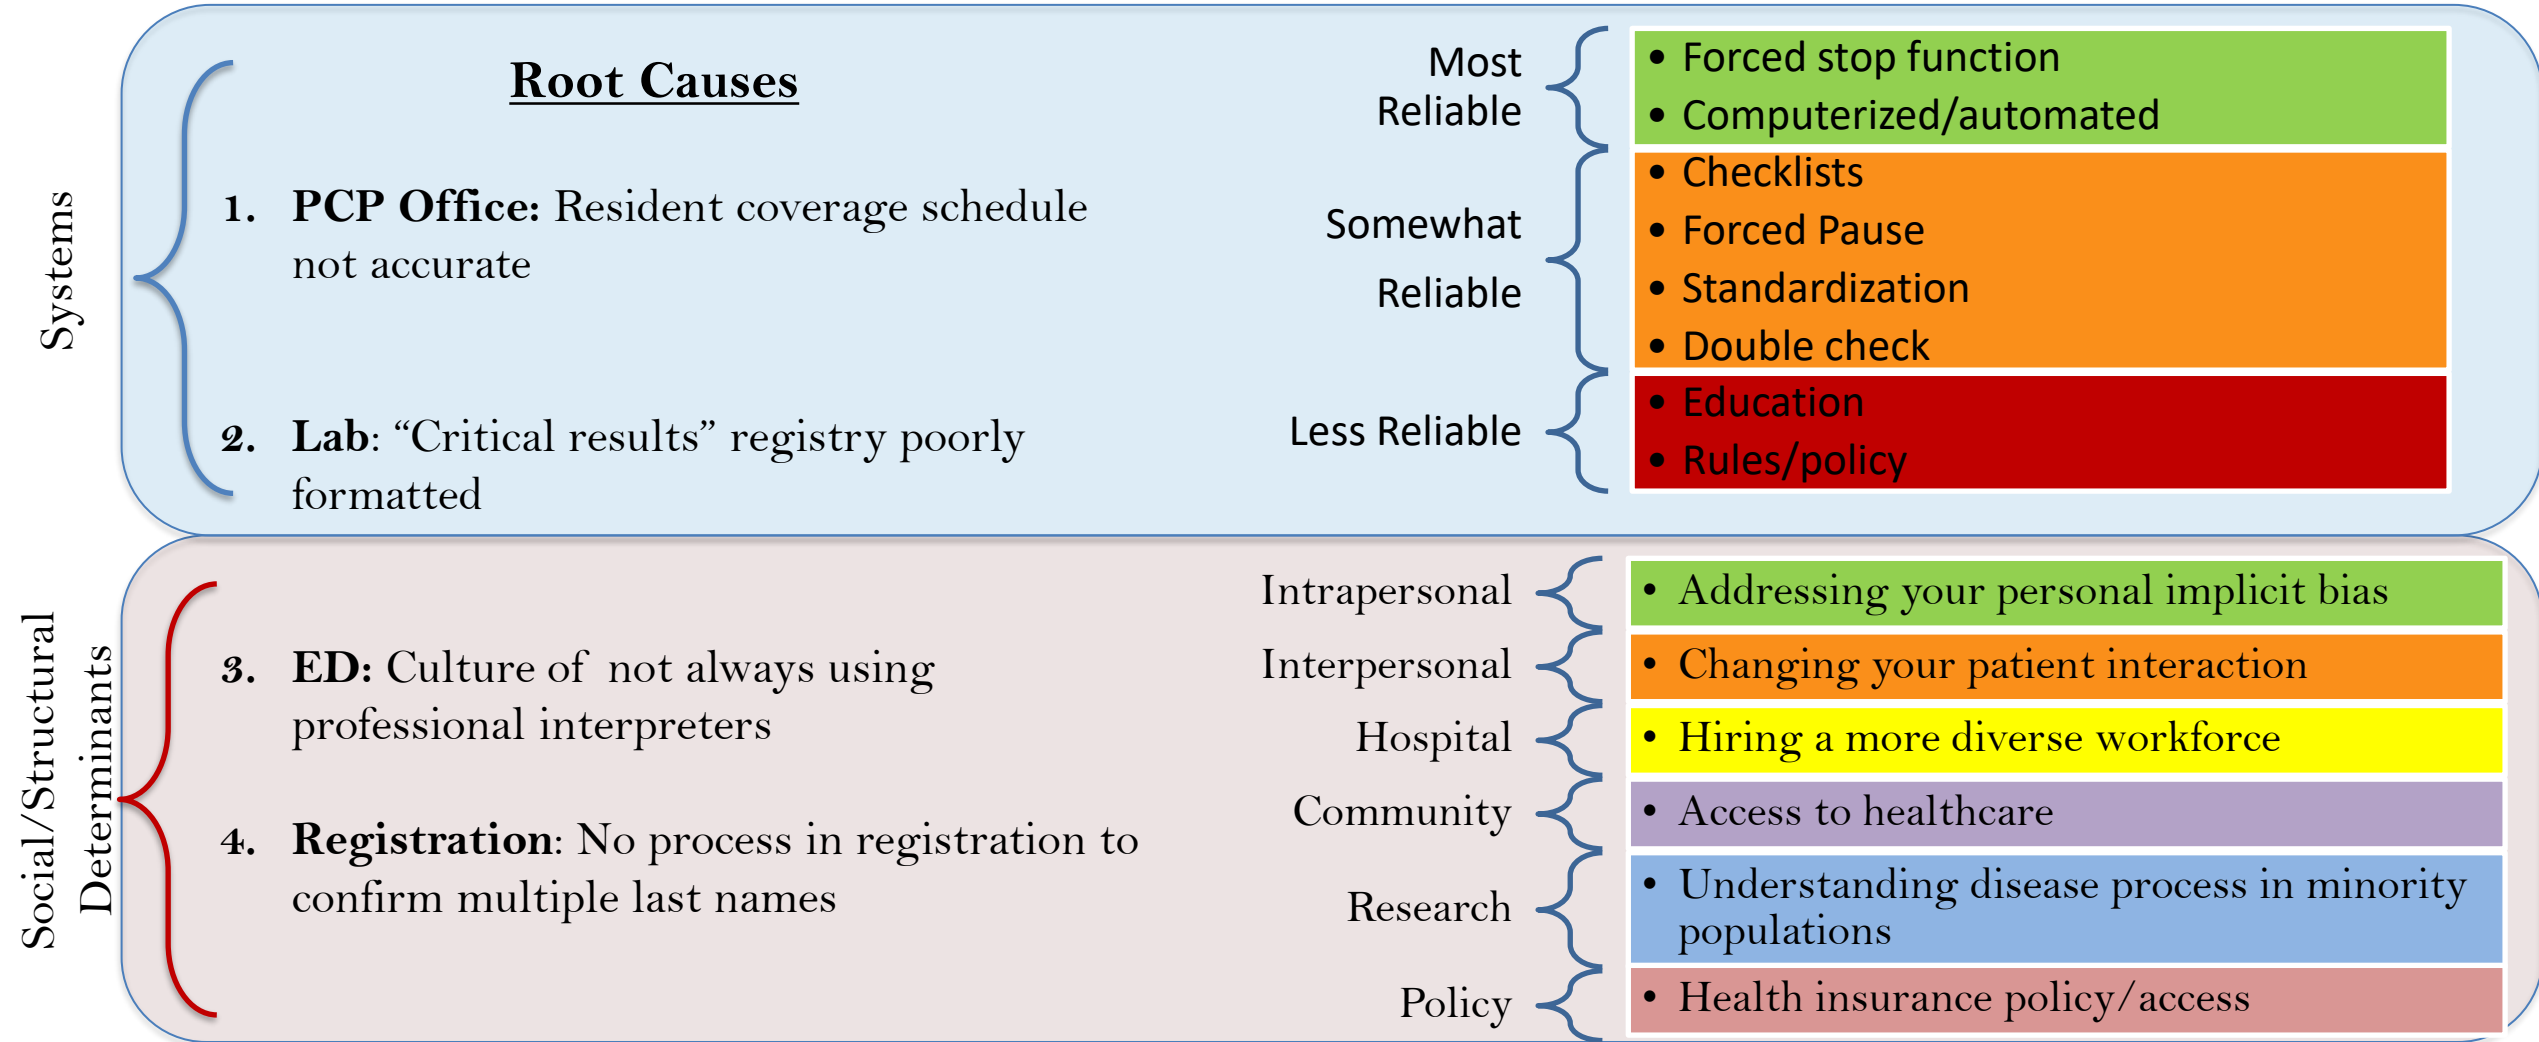 Systems
Root Causes
1. PCP Office: Resident coverage schedule
not accurate
2. Lab: “Critical results” registry poorly
formatted
Most
Reliable
• Forced stop function
• Computerized/automated
Somewhat
Reliable
• Checklists
• Forced Pause
• Standardization
• Double check
Less Reliable
• Education
• Rules/policy
Social/Structural
Determinants
3. ED: Culture of not always using
professional interpreters
4. Registration: No process in registration to
confirm multiple last names
Intrapersonal
• Addressing your personal implicit bias
Interpersonal
• Changing your patient interaction
Hospital
• Hiring a more diverse workforce
Community
• Access to healthcare
Research
• Understanding disease process in minority
populations
Policy
• Health insurance policy/access